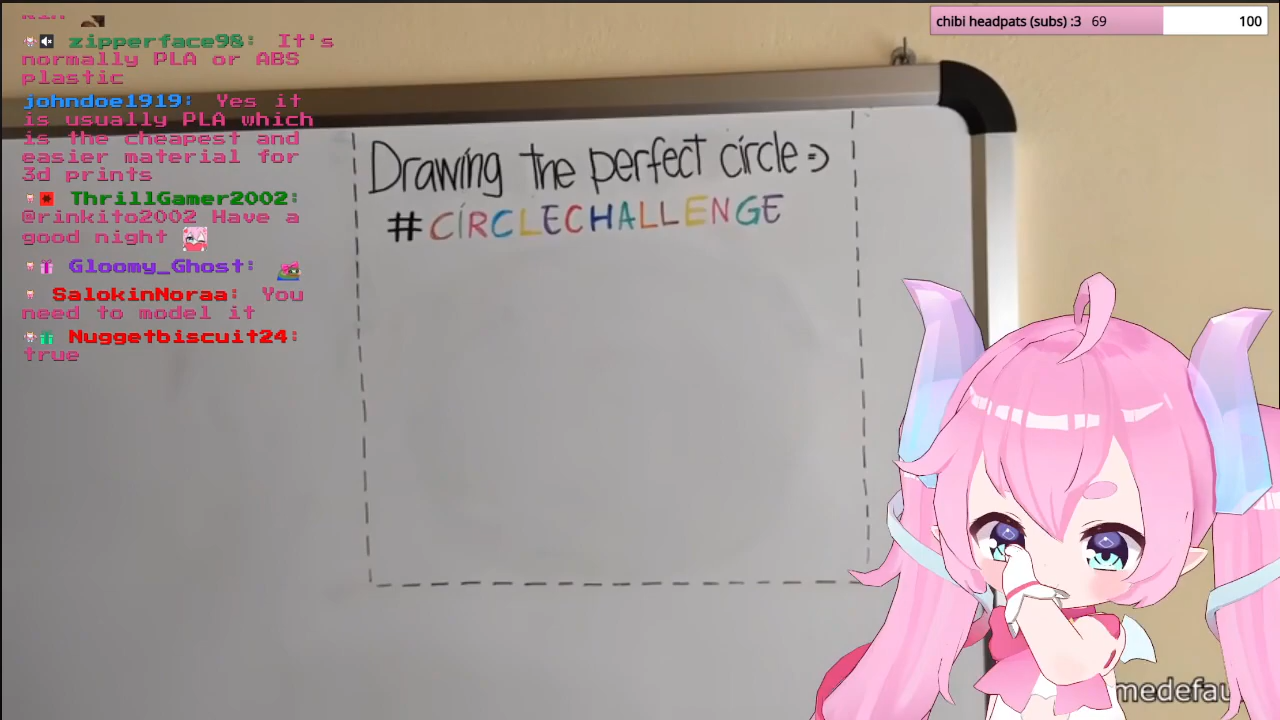 chibi headpats (subs) :3 69 100
zipperface98: It's
normally PLA or ABS
plastic
johndoe1919: Yes it
is usually PLA which
is the cheapest and
easier material for
3d prints
ThrillGamer2002:
@rinkito2002 Have a
good night
Gloomy_Ghost:
SalokinNoraa: You
need to model it
Nuggetbiscuit24:
true
Drawing the perfect circle =)
#CIRCLECHALLENGE